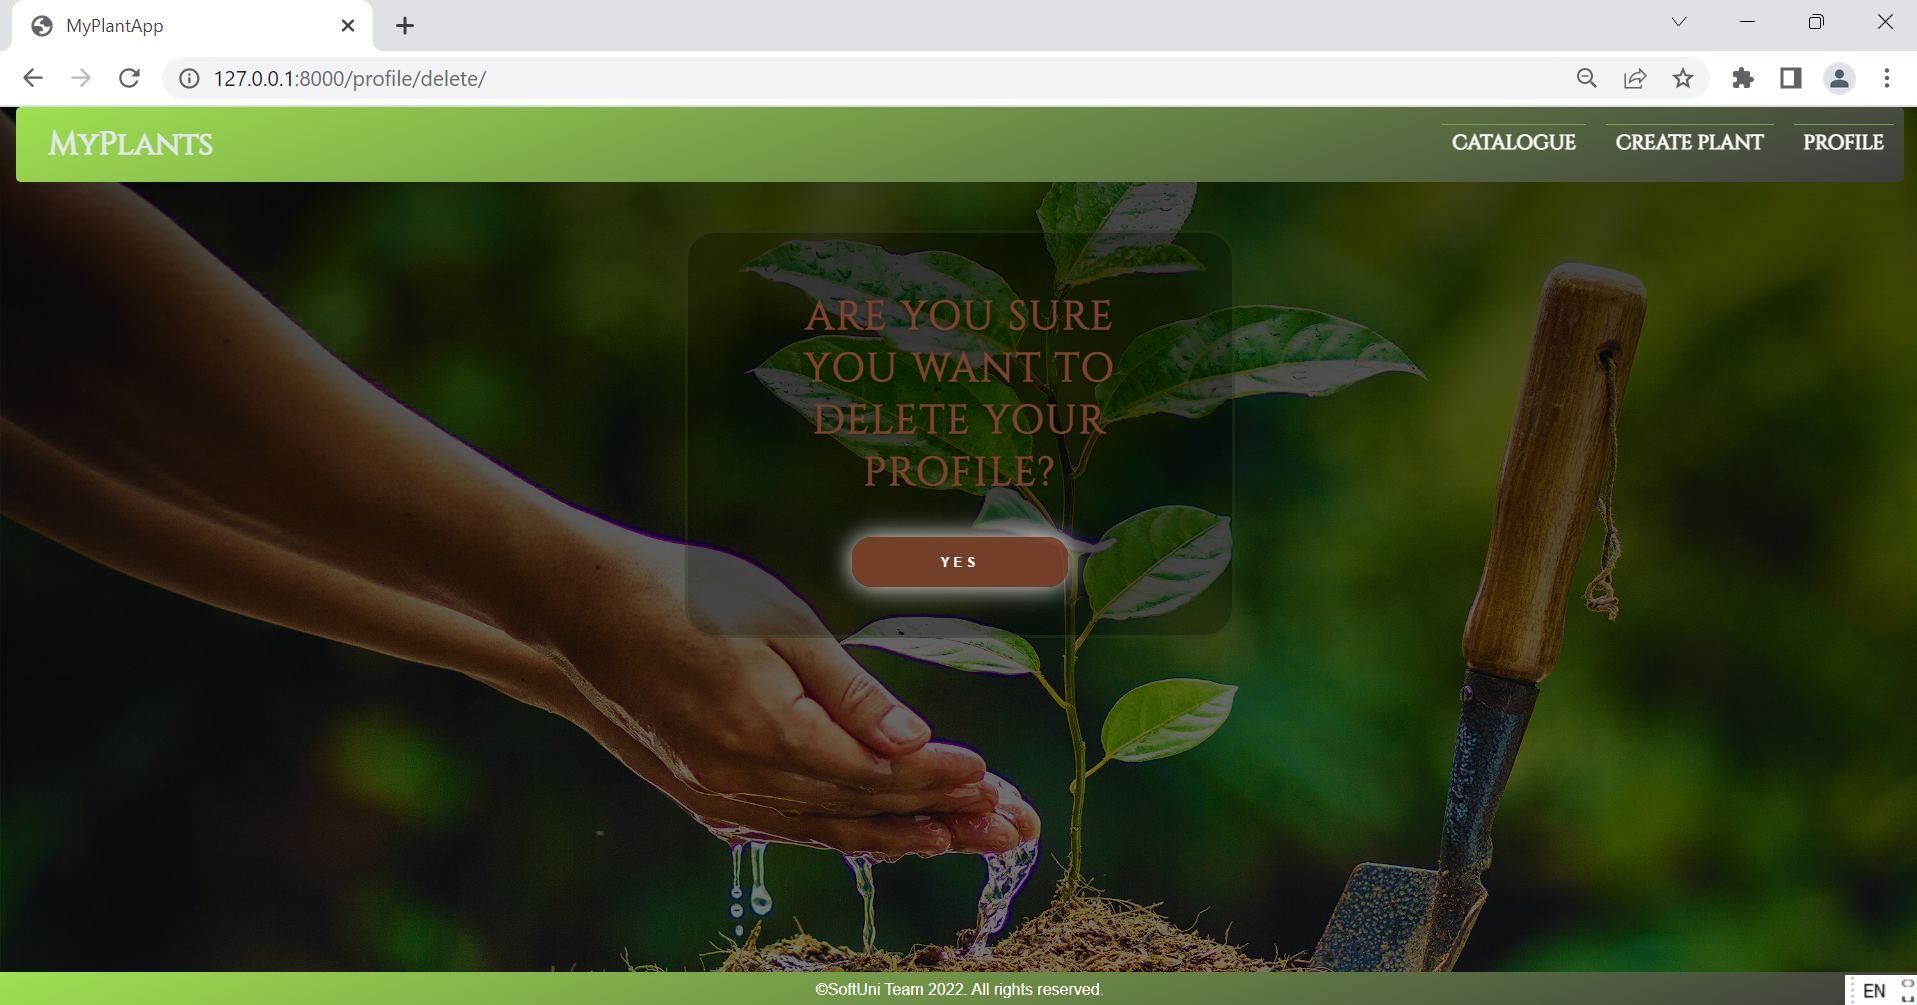 MyPlantApp
127.0.0.1:8000/profile/delete/
MYPLANTS
CATALOGUE
CREATE PLANT
PROFILE
ARE YOU SURE
YOU WANT TO
DELETE YOUR
PROFILE?
YES
©SoftUni Team 2022. All rights reserved.
EN